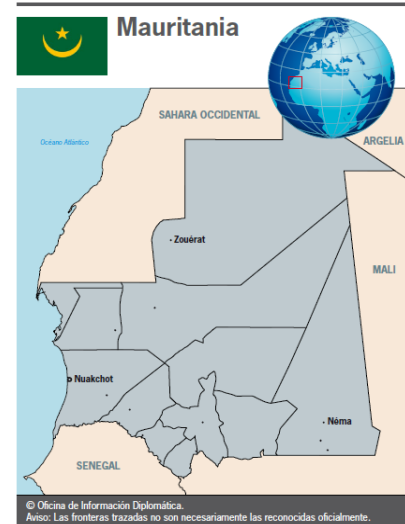 Mauritania
SAHARA OCCIDENTAL
Océano Atlántico
ARGELIA
Zouérat
MALI
Nuakchot
Néma
SENEGAL
© Oficina de Información Diplomática.
Aviso: Las fronteras trazadas no son necesariamente las reconocidas oficialmente.